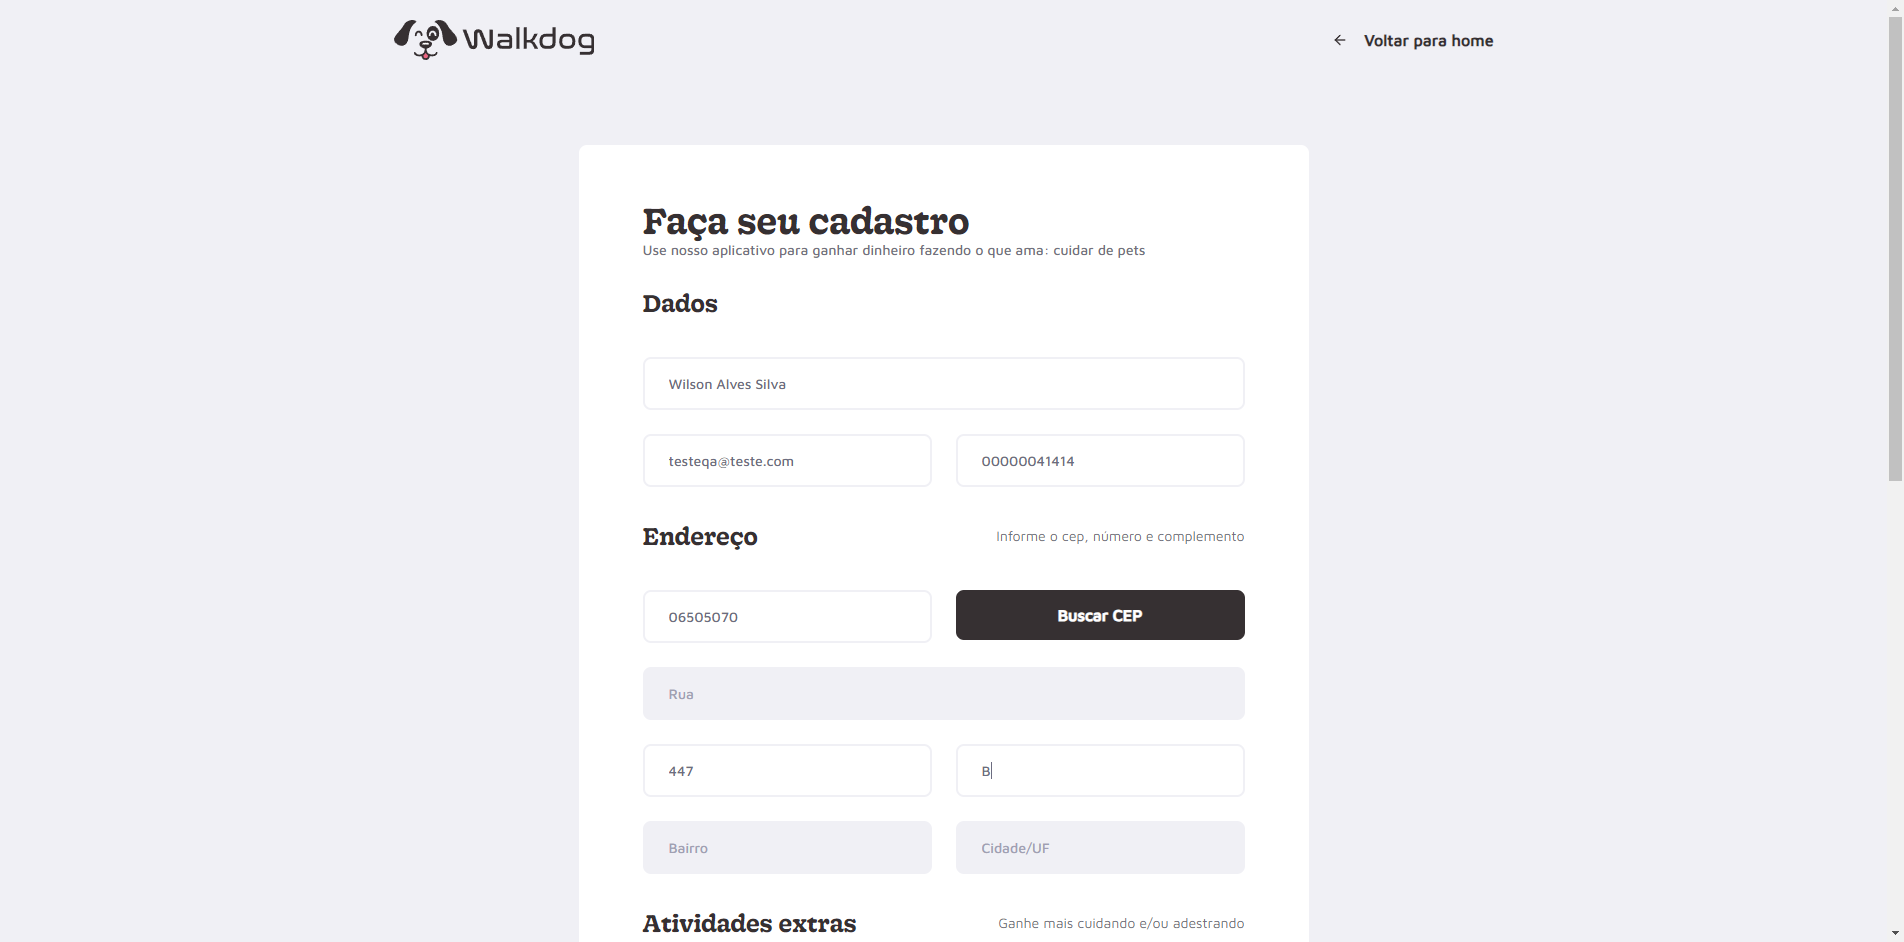 Walkdog
Voltar para home
Faça seu cadastro
Use nosso aplicativo para ganhar dinheiro fazendo o que ama: cuidar de pets
Dados
Wilson Alves Silva
testeqa@teste.com
00000041414
Endereço
Informe o cep, número e complemento
06505070
Buscar CEP
Rua
447
B
Bairro
Cidade/UF
Atividades extras
Ganhe mais cuidando e/ou adestrando